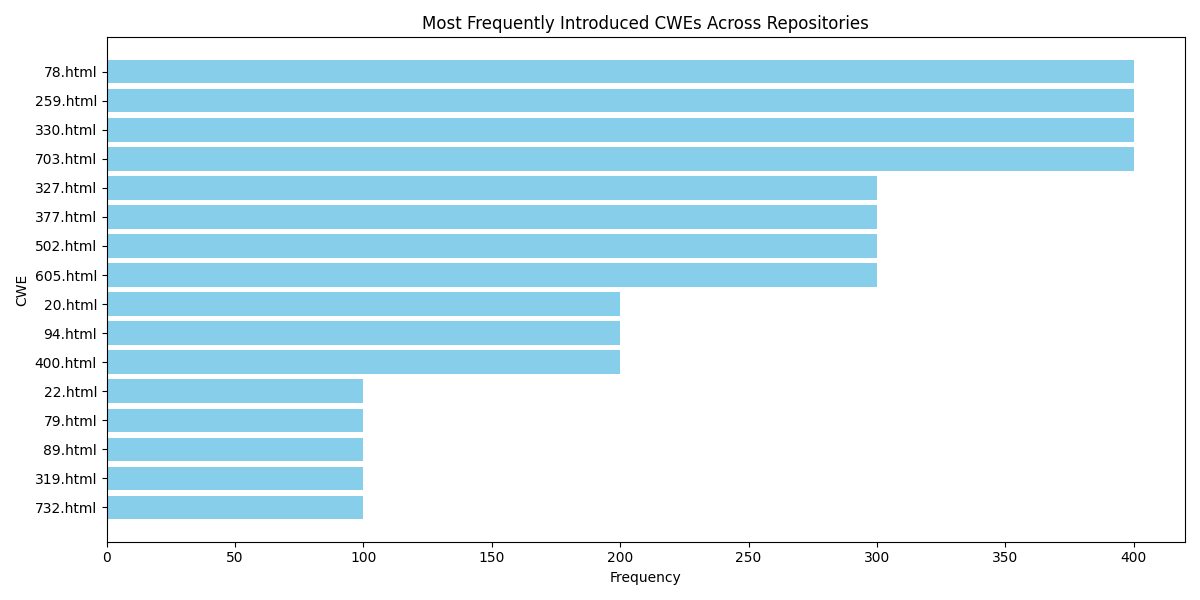 Most Frequently Introduced CWEs Across Repositories
CWE
78.html
259.html
330.html
703.html
327.html
377.html
502.html
605.html
20.html
94.html
400.html
22.html
79.html
89.html
319.html
732.html
0 50 100 150 200 250 300 350 400
Frequency